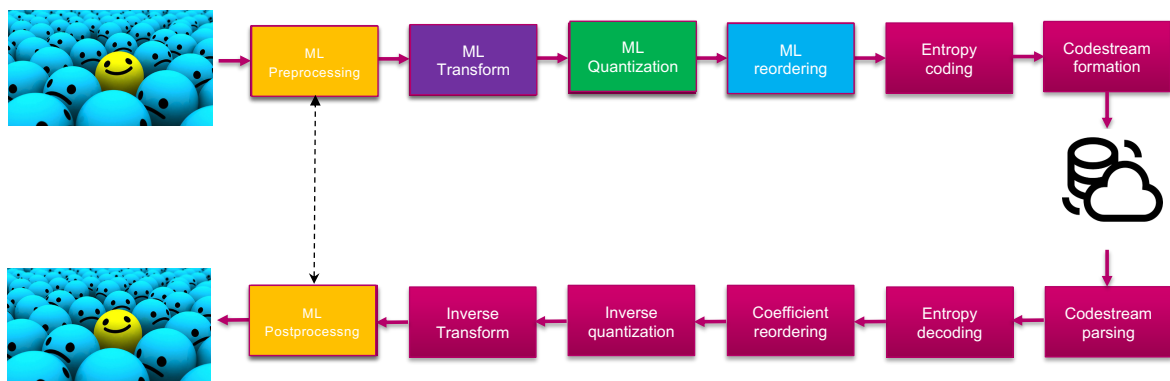 ML
Preprocessing
ML
Transform
ML
Quantization
ML
reordering
Entropy
coding
Codestream
formation
ML
Postprocessng
Inverse
Transform
Inverse
quantization
Coefficient
reordering
Entropy
decoding
Codestream
parsing